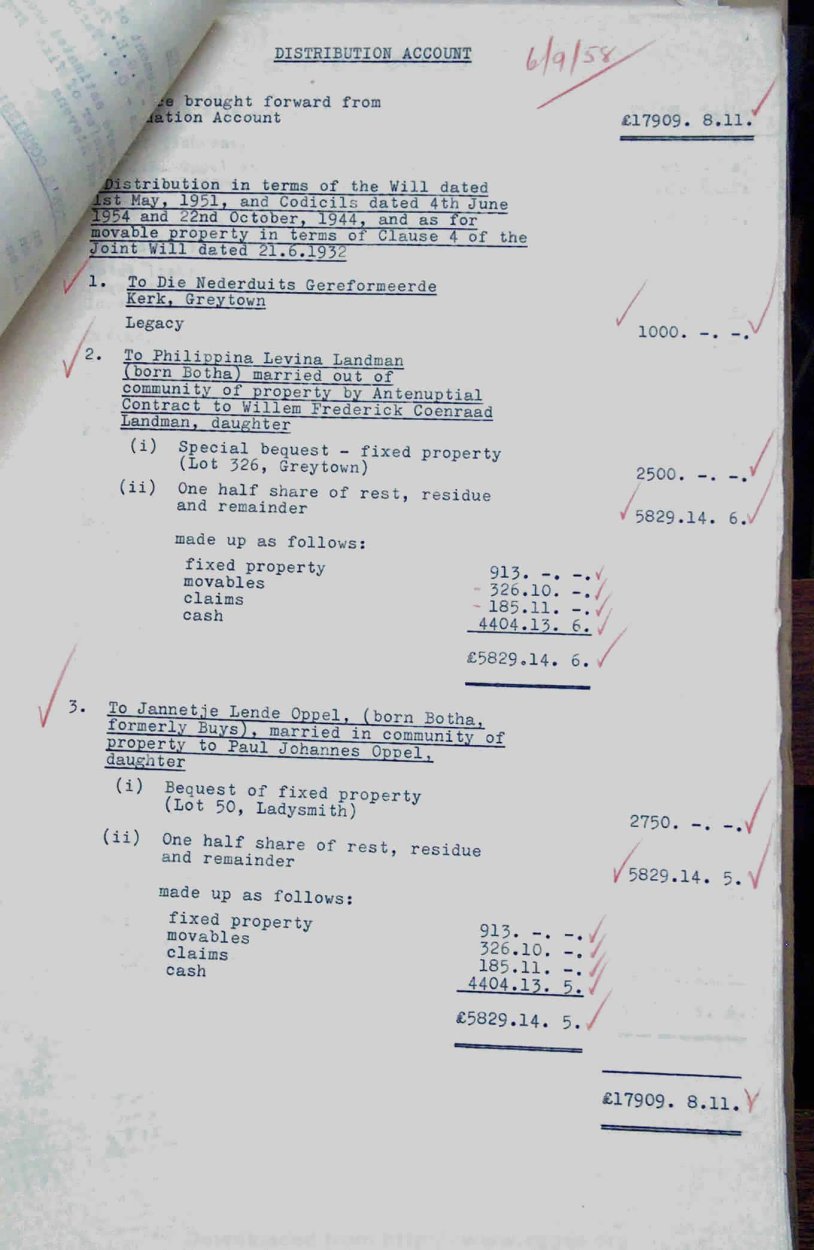 DISTRIBUTION ACCOUNT
6/9/58
brought forward from
Account £17909. 8.11.
Distribution in terms of the Will dated
1st May, 1951, and Codicils dated 4th June
1954 and 22nd October, 1944, and as for
movable property in terms of Clause 4 of the
Joint Will dated 21.6.1932
1. To Die Nederduits Gereformeerde
Kerk, Greytown
Legacy 1000. -. -.
2. To Philippina Levina Landman
(born Botha) married out of
community of property by Antenuptial
Contract to Willem Frederick Coenraad
Landman, daughter
(i) Special bequest - fixed property
(Lot 326, Greytown) 2500. -. -.
(ii) One half share of rest, residue
and remainder 5829.14. 6.
made up as follows:
fixed property 913. -. -.
movables 326.10. -.
claims 185.11. -.
cash 4404.13. 6.
£5829.14. 6.
3. To Jannetje Lende Oppel, (born Botha,
formerly Buys), married in community of
property to Paul Johannes Oppel,
daughter
(i) Bequest of fixed property
(Lot 50, Ladysmith) 2750. -. -.
(ii) One half share of rest, residue
and remainder 5829.14. 5.
made up as follows:
fixed property 913. -. -.
movables 326.10. -.
claims 185.11. -.
cash 4404.13. 5.
£5829.14. 5.
£17909. 8.11.